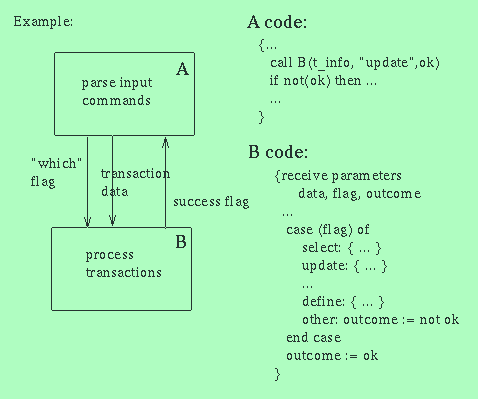 Example:
A
parse input
commands
"which"
flag
transaction
data
success flag
B
process
transactions
A code:
{...
call B(t_info, "update",ok)
if not(ok) then ...
...
}
B code:
{receive parameters
data, flag, outcome
...
case (flag) of
select: { ... }
update: { ... }
...
define: { ... }
other: outcome := not ok
end case
outcome := ok
}